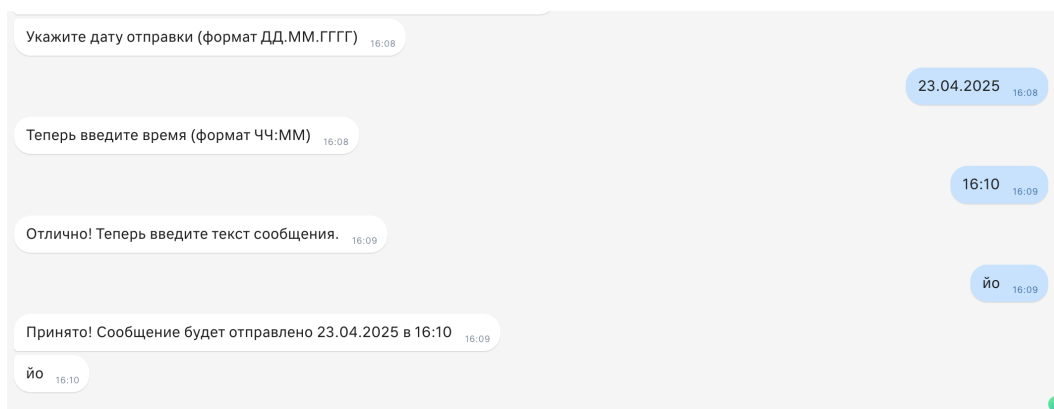 Укажите дату отправки (формат ДД.ММ.ГГГГ) 16:08
23.04.2025 16:08
Теперь введите время (формат ЧЧ:ММ) 16:08
16:10 16:09
Отлично! Теперь введите текст сообщения. 16:09
йо 16:09
Принято! Сообщение будет отправлено 23.04.2025 в 16:10 16:09
йо 16:10